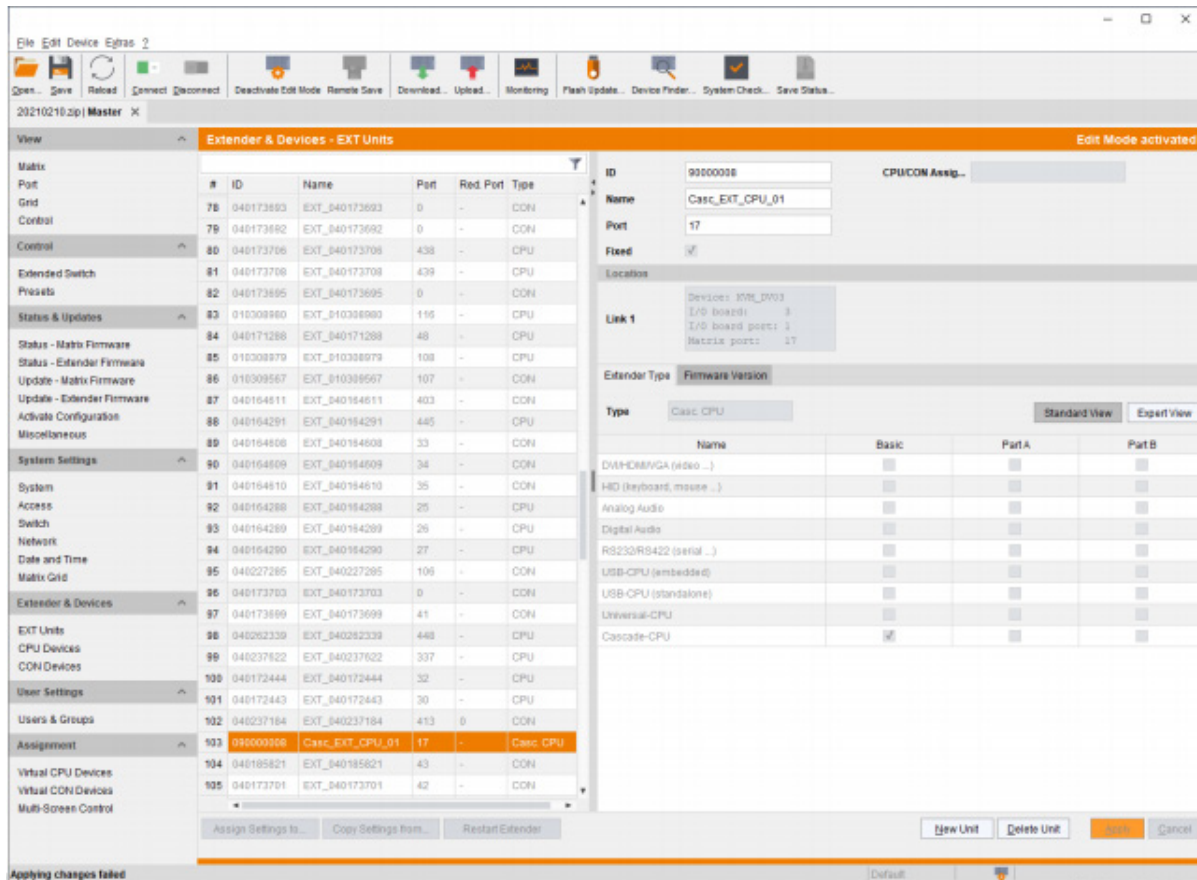 File Edit Device Extras ?
Open... Save Reload Connect Disconnect Deactivate Edit Mode Remote Save Download... Upload... Monitoring Flash Update... Device Finder... System Check... Save Status...
20210210.zip | Master
View
Matrix
Port
Grid
Control
Control
Extended Switch
Presets
Status & Updates
Status - Matrix Firmware
Status - Extender Firmware
Update - Matrix Firmware
Update - Extender Firmware
Activate Configuration
Miscellaneous
System Settings
System
Access
Switch
Network
Date and Time
Matrix Grid
Extender & Devices
EXT Units
CPU Devices
CON Devices
User Settings
Users & Groups
Assignment
Virtual CPU Devices
Virtual CON Devices
Multi-Screen Control
Extender & Devices - EXT Units Edit Mode activated
# ID Name Port Red. Port Type
78 040173693 EXT_040173693 0 - CON
79 040173692 EXT_040173692 0 - CON
80 040173706 EXT_040173706 438 - CPU
81 040173708 EXT_040173708 439 - CPU
82 040173695 EXT_040173695 0 - CON
83 010308980 EXT_010308980 116 - CPU
84 040171288 EXT_040171288 48 - CPU
85 010308979 EXT_010308979 108 - CPU
86 010309567 EXT_010309567 107 - CON
87 040164611 EXT_040164611 403 - CON
88 040164291 EXT_040164291 445 - CPU
89 040164608 EXT_040164608 33 - CON
90 040164609 EXT_040164609 34 - CON
91 040164610 EXT_040164610 35 - CON
92 040164288 EXT_040164288 25 - CPU
93 040164289 EXT_040164289 26 - CPU
94 040164290 EXT_040164290 27 - CPU
95 040227285 EXT_040227285 106 - CON
96 040173703 EXT_040173703 0 - CON
97 040173699 EXT_040173699 41 - CON
98 040262339 EXT_040262339 448 - CPU
99 040237622 EXT_040237622 337 - CPU
100 040172444 EXT_040172444 32 - CPU
101 040172443 EXT_040172443 30 - CPU
102 040237184 EXT_040237184 413 0 CON
103 090000008 Casc_EXT_CPU_01 17 - Casc. CPU
104 040185821 EXT_040185821 43 - CON
105 040173701 EXT_040173701 42 - CON
Assign Settings to... Copy Settings from... Restart Extender
ID 90000008 CPU/CON Assig...
Name Casc_EXT_CPU_01
Port 17
Fixed
Location
Link 1
Device: KVM_DV03
I/O board: 3
I/O board port: 1
Matrix port: 17
Extender Type Firmware Version
Type Casc. CPU Standard View Expert View
Name Basic Part A Part B
DVI/HDMI/VGA (video ...)
HID (keyboard, mouse ...)
Analog Audio
Digital Audio
RS232/RS422 (serial ...)
USB-CPU (embedded)
USB-CPU (standalone)
Universal-CPU
Cascade-CPU
New Unit Delete Unit Apply Cancel
Applying changes failed Default